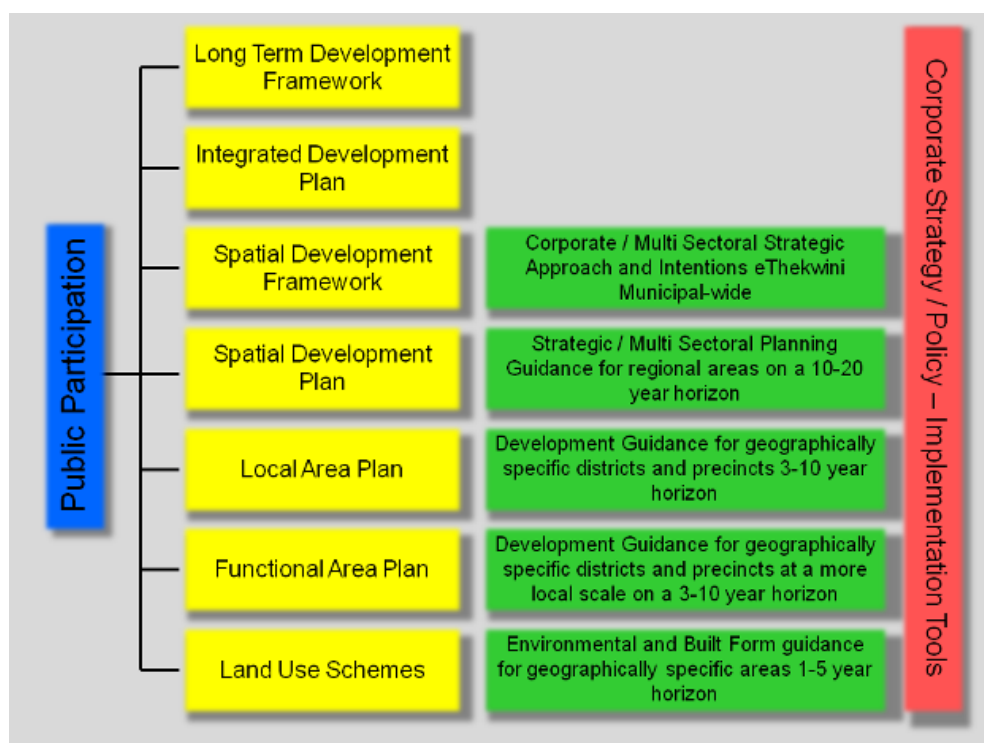 Public Participation
Long Term Development
Framework
Integrated Development
Plan
Spatial Development
Framework
Corporate / Multi Sectoral Strategic
Approach and Intentions eThekwini
Municipal-wide
Spatial Development
Plan
Strategic / Multi Sectoral Planning
Guidance for regional areas on a 10-20
year horizon
Local Area Plan
Development Guidance for geographically
specific districts and precincts 3-10 year
horizon
Functional Area Plan
Development Guidance for geographically
specific districts and precincts at a more
local scale on a 3-10 year horizon
Land Use Schemes
Environmental and Built Form guidance
for geographically specific areas 1-5 year
horizon
Corporate Strategy / Policy – Implementation Tools